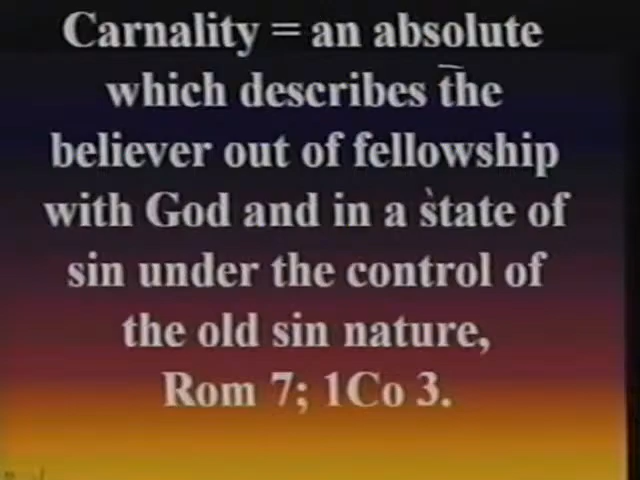 Carnality = an absolute
which describes the
believer out of fellowship
with God and in a state of
sin under the control of
the old sin nature,
Rom 7; 1Co 3.